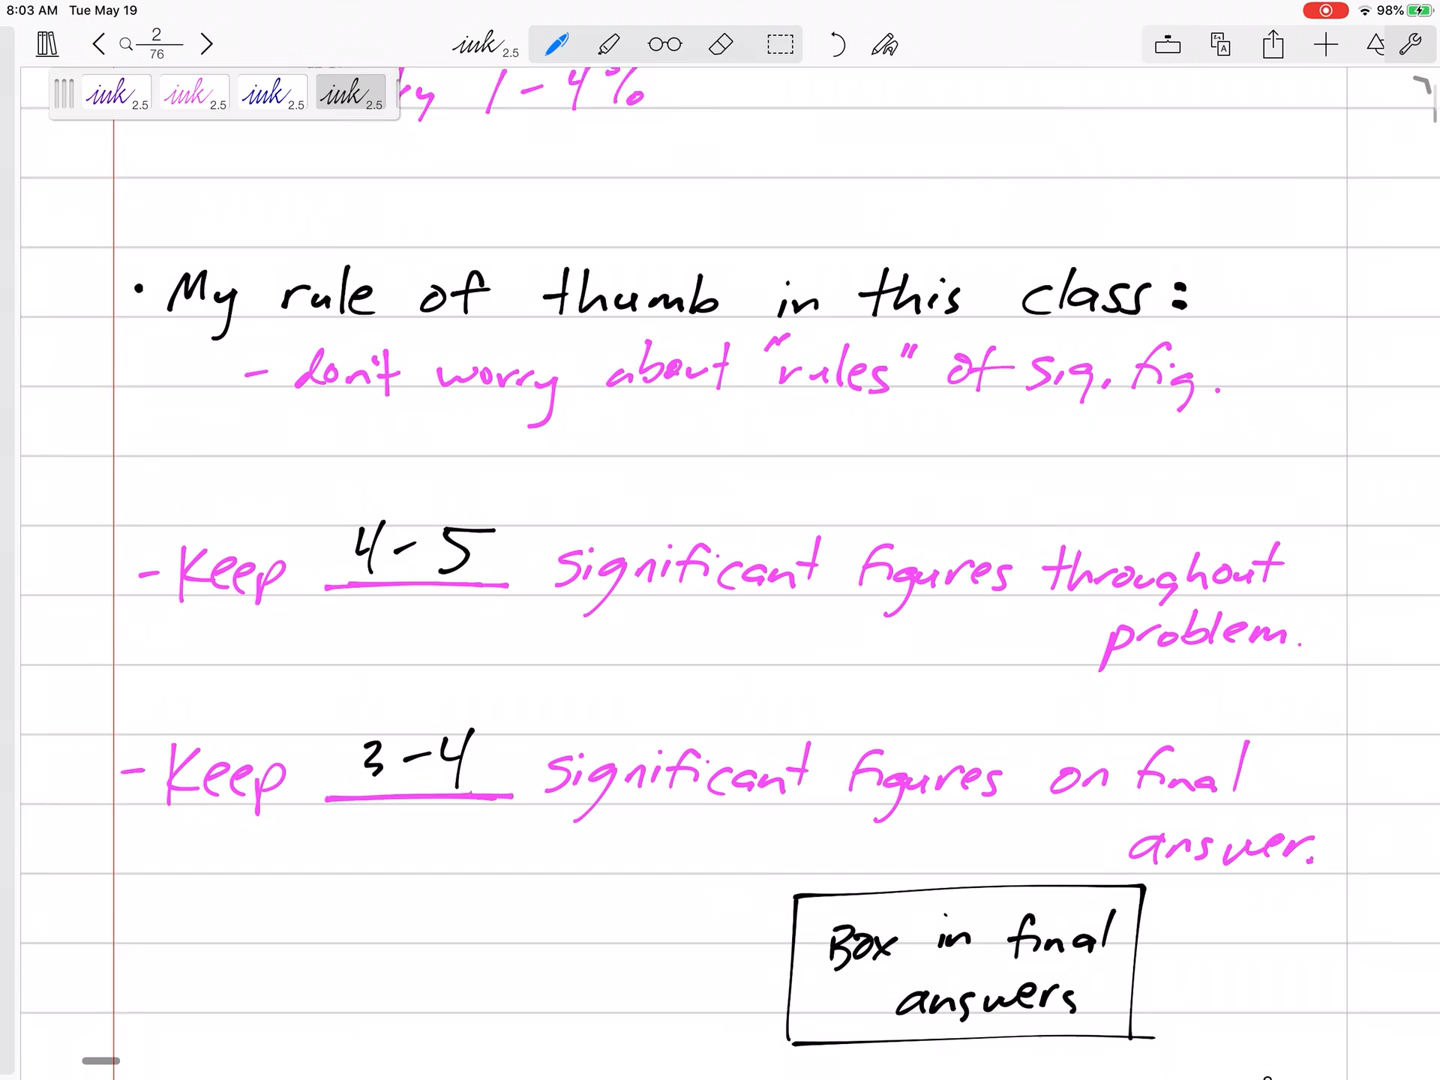 8:03 AM Tue May 19
98%
2
76
ink 2.5
ink 2.5 ink 2.5 ink 2.5 ink 2.5
by 1-4%
• My rule of thumb in this class:
- don't worry about "rules" of sig. fig.
- Keep 4-5 significant figures throughout
problem.
- Keep 3-4 significant figures on final
answer.
Box in final
answers